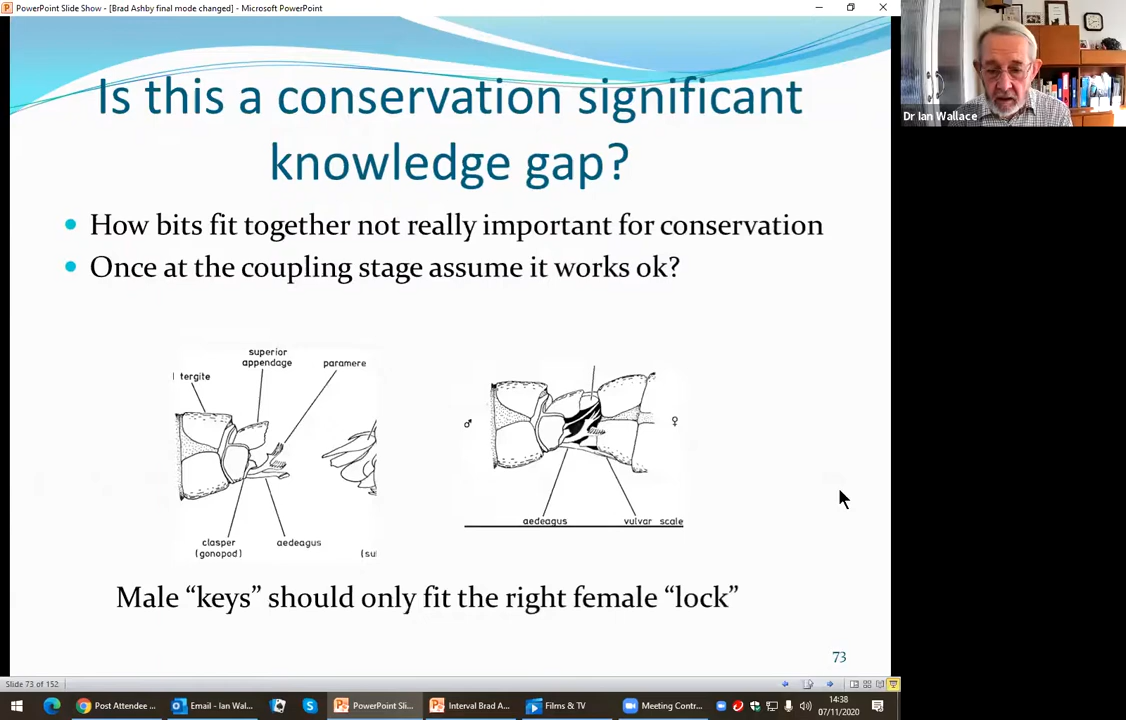 PowerPoint Slide Show - [Brad Ashby final mode changed] - Microsoft PowerPoint
Is this a conservation significant
knowledge gap?
Dr Ian Wallace
How bits fit together not really important for conservation
Once at the coupling stage assume it works ok?
superior
appendage
paramere
tergite
♂
♀
aedeagus
vulvar scale
clasper
(gonopod)
aedeagus
(su
Male “keys” should only fit the right female “lock”
73
Slide 73 of 152
Post Attendee ...
Email - Ian Wal...
PowerPoint Sli...
Interval Brad A...
Films & TV
Meeting Contr...
14:38
07/11/2020